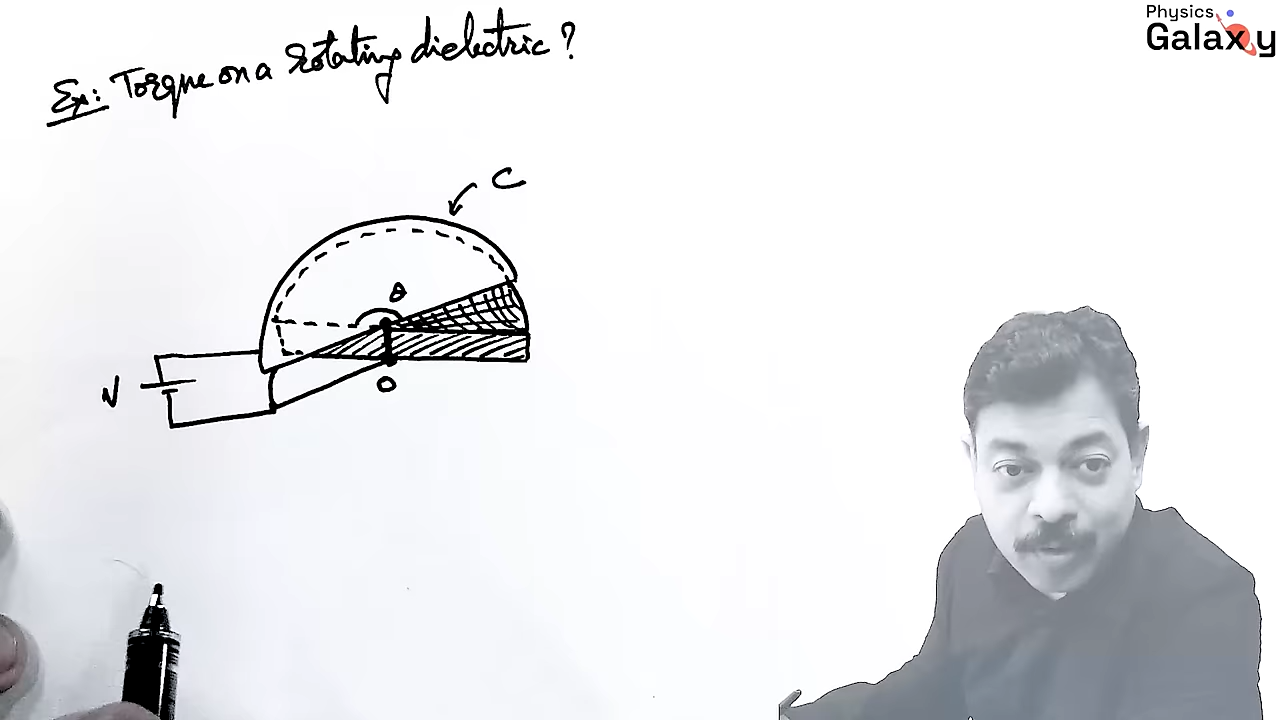 Physics
Galaxy
Ex: Torque on a rotating dielectric ?
C
θ
V
O